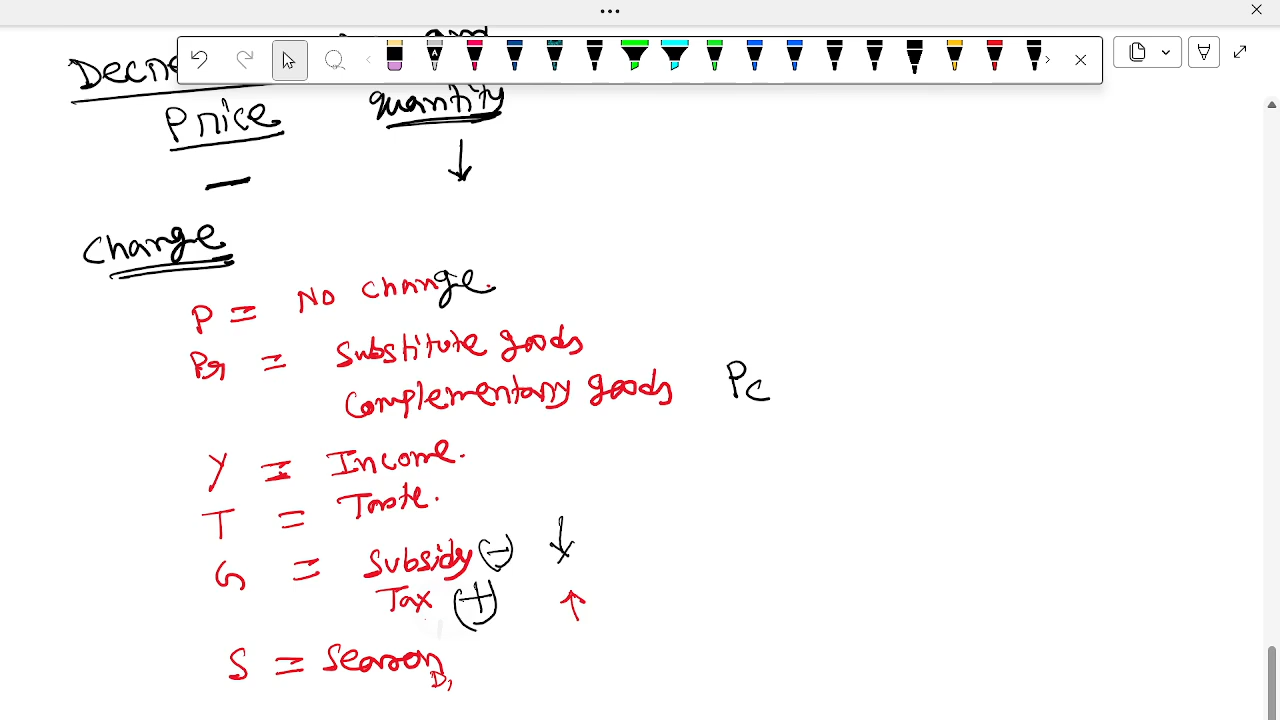 Price quantity
— ↓
Change
P = No change.
Pr = Substitute goods
Complementary goods Pc
Y = Income.
T = Taste.
G = Subsidy (-) ↓
Tax (+) ↑
S = Season